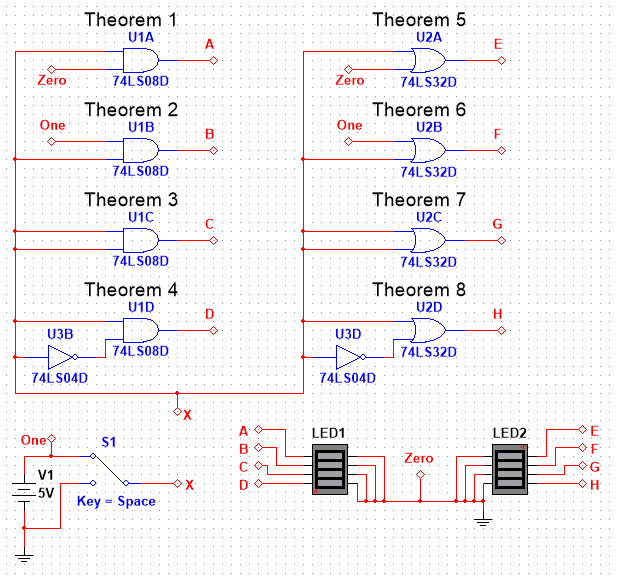 Theorem 1
U1A
A
Zero
74LS08D
Theorem 2
U1B
One
B
74LS08D
Theorem 3
U1C
C
74LS08D
Theorem 4
U1D
D
U3B
74LS08D
74LS04D
Theorem 5
U2A
E
Zero
74LS32D
Theorem 6
U2B
One
F
74LS32D
Theorem 7
U2C
G
74LS32D
Theorem 8
U2D
H
U3D
74LS32D
74LS04D
X
One
S1
V1
5V
X
Key = Space
A
B
C
D
LED1
Zero
LED2
E
F
G
H